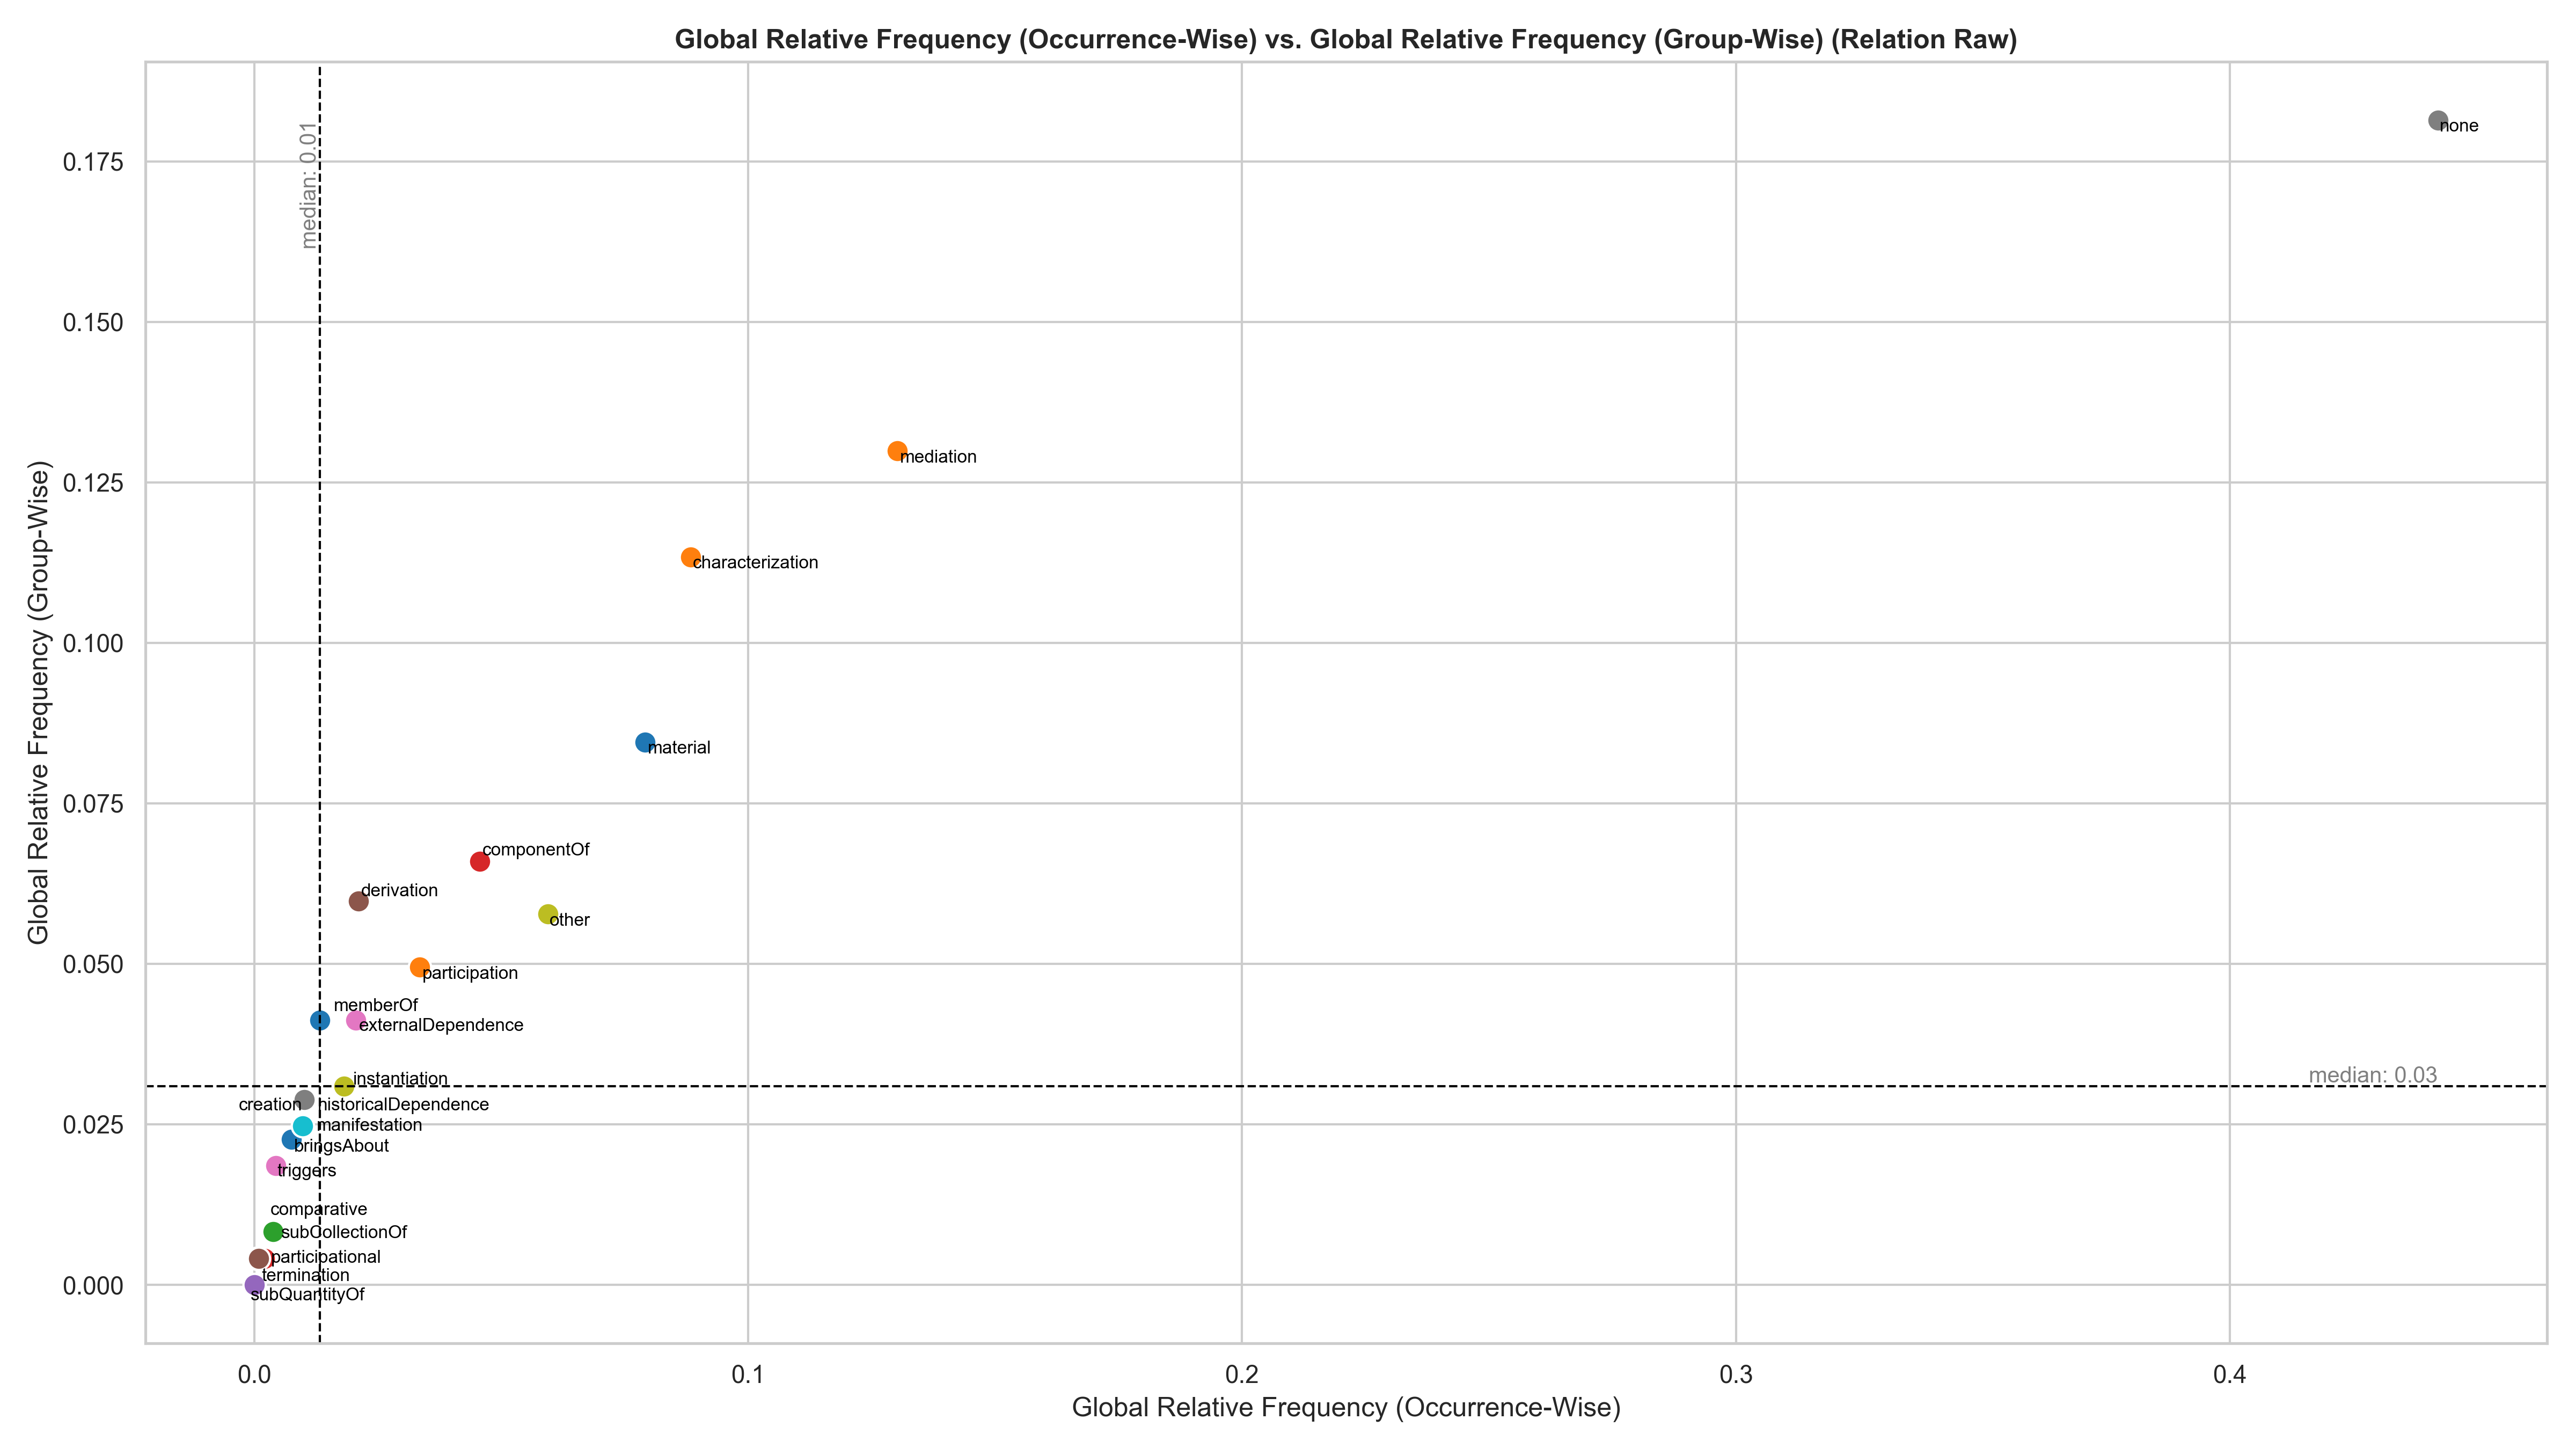 Global Relative Frequency (Occurrence-Wise) vs. Global Relative Frequency (Group-Wise) (Relation Raw)
Global Relative Frequency (Group-Wise)
0.175
0.150
0.125
0.100
0.075
0.050
0.025
0.000
median: 0.01
none
mediation
characterization
material
componentOf
derivation
other
participation
memberOf
externalDependence
median: 0.03
instantiation
creation
historicalDependence
manifestation
bringsAbout
triggers
comparative
subCollectionOf
participational
termination
subQuantityOf
0.0
0.1
0.2
0.3
0.4
Global Relative Frequency (Occurrence-Wise)